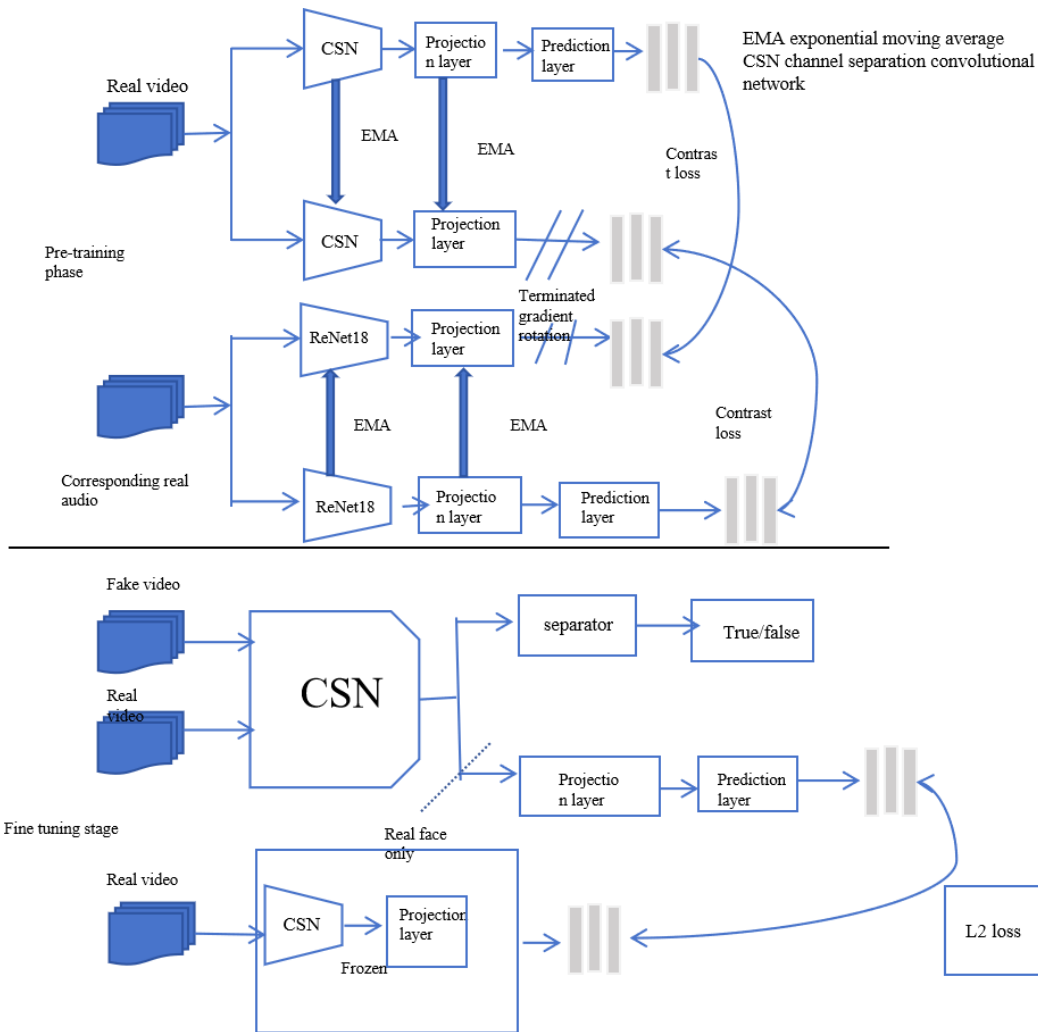 EMA exponential moving average
CSN channel separation convolutional
network
Real video
CSN
Projectio
n layer
Prediction
layer
EMA
EMA
Contras
t loss
Pre-training
phase
CSN
Projection
layer
Terminated
gradient
rotation
ReNet18
Projection
layer
EMA
EMA
Contrast
loss
Corresponding real
audio
ReNet18
Projectio
n layer
Prediction
layer
Fake video
Real
video
CSN
separator
True/false
Projectio
n layer
Prediction
layer
Fine tuning stage
Real face
only
Real video
CSN
Projection
layer
Frozen
L2 loss